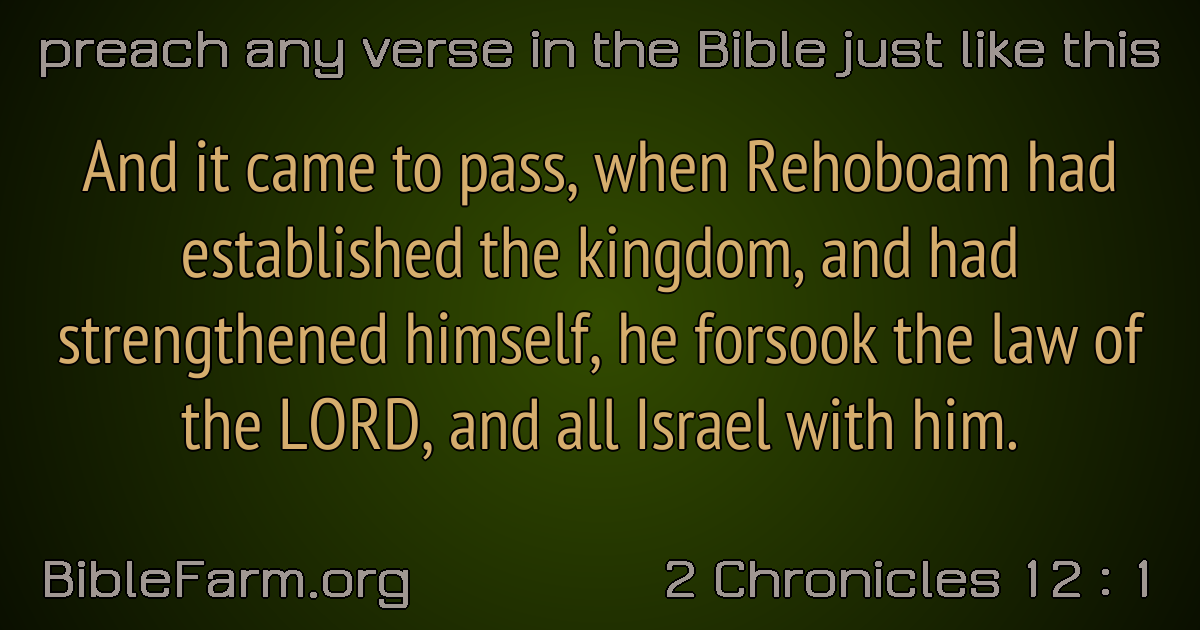 preach any verse in the Bible just like this
And it came to pass, when Rehoboam had
established the kingdom, and had
strengthened himself, he forsook the law of
the LORD, and all Israel with him.
BibleFarm.org
2 Chronicles 12 : 1